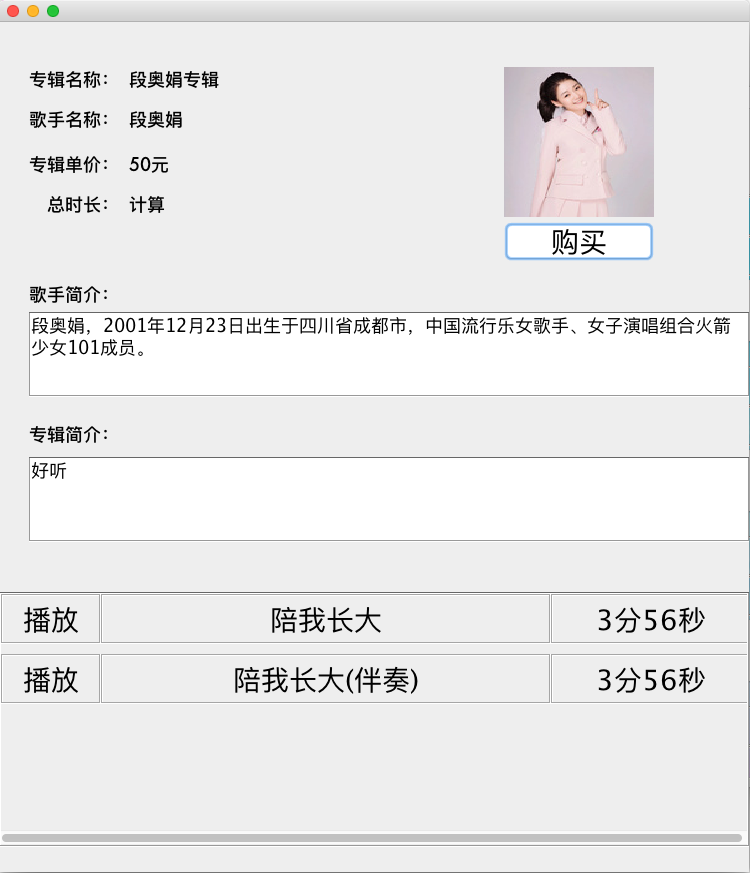 专辑名称： 段奥娟专辑
歌手名称： 段奥娟
专辑单价： 50元
总时长： 计算
购买
歌手简介：
段奥娟，2001年12月23日出生于四川省成都市，中国流行乐女歌手、女子演唱组合火箭
少女101成员。
专辑简介：
好听
播放 陪我长大 3分56秒
播放 陪我长大(伴奏) 3分56秒